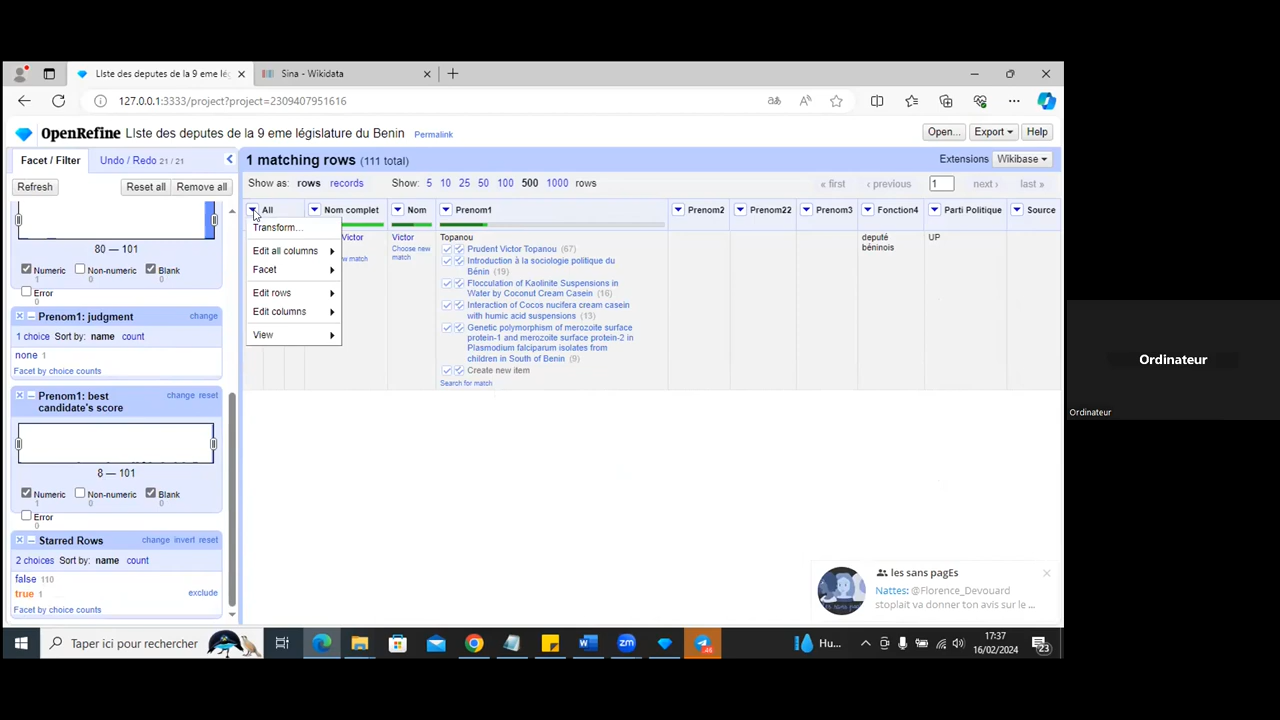 LIste des deputes de la 9 eme lé
Sina - Wikidata
127.0.0.1:3333/project?project=2309407951616
OpenRefine LIste des deputes de la 9 eme législature du Benin Permalink
Open... Export Help
Facet / Filter Undo / Redo 21 / 21
1 matching rows (111 total)
Extensions Wikibase
Refresh Reset all Remove all
Show as: rows records Show: 5 10 25 50 100 500 1000 rows
« first ‹ previous 1 next › last »
All Nom complet Nom Prenom1 Prenom2 Prenom22 Prenom3 Fonction4 Parti Politique Source
Transform...
Edit all columns
Facet
Edit rows
Edit columns
View
Victor
Victor
Choose new
match
Topanou
Prudent Victor Topanou (67)
Introduction à la sociologie politique du
Bénin (19)
Flocculation of Kaolinite Suspensions in
Water by Coconut Cream Casein (16)
Interaction of Cocos nucifera cream casein
with humic acid suspensions (13)
Genetic polymorphism of merozoite surface
protein-1 and merozoite surface protein-2 in
Plasmodium falciparum isolates from
children in South of Benin (9)
Create new item
Search for match
deputé
béninois
UP
80 — 101
Numeric Non-numeric Blank
1 0 0
Error
0
Prenom1: judgment change
1 choice Sort by: name count
none 1
Facet by choice counts
Prenom1: best
candidate's score
change reset
8 — 101
Numeric Non-numeric Blank
1 0 0
Error
0
Starred Rows change invert reset
2 choices Sort by: name count
false 110
true 1 exclude
Facet by choice counts
les sans pagEs
Nattes: @Florence_Devouard
stoplait va donner ton avis sur le ...
Taper ici pour rechercher
Hu...
17:37
16/02/2024
23
Ordinateur
Ordinateur